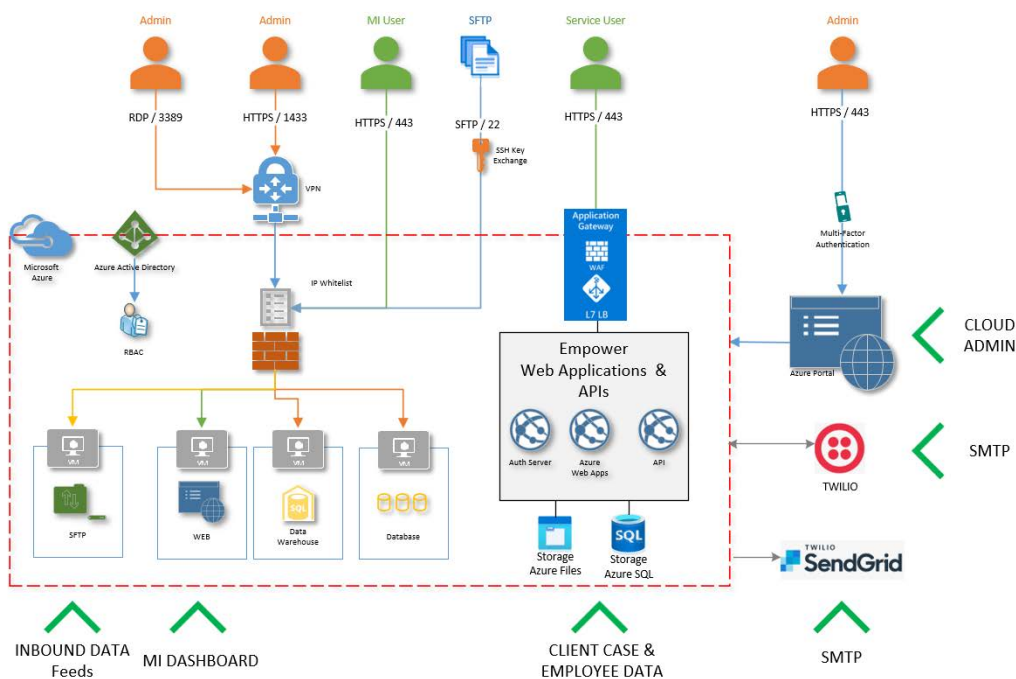 Admin
Admin
MI User
SFTP
Service User
Admin
RDP / 3389
HTTPS / 1433
HTTPS / 443
SFTP / 22
HTTPS / 443
HTTPS / 443
SSH Key
Exchange
VPN
Multi-Factor
Authentication
Microsoft
Azure
Azure Active Directory
RBAC
IP Whitelist
Application
Gateway
WAF
L7 LB
Empower
Web Applications &
APIs
Auth Server
Azure
Web Apps
API
Azure Portal
CLOUD
ADMIN
TWILIO
SMTP
VM
VM
VM
VM
SFTP
WEB
SQL
Data
Warehouse
Database
Storage
Azure Files
SQL
Storage
Azure SQL
TWILIO
SendGrid
INBOUND DATA
Feeds
MI DASHBOARD
CLIENT CASE &
EMPLOYEE DATA
SMTP